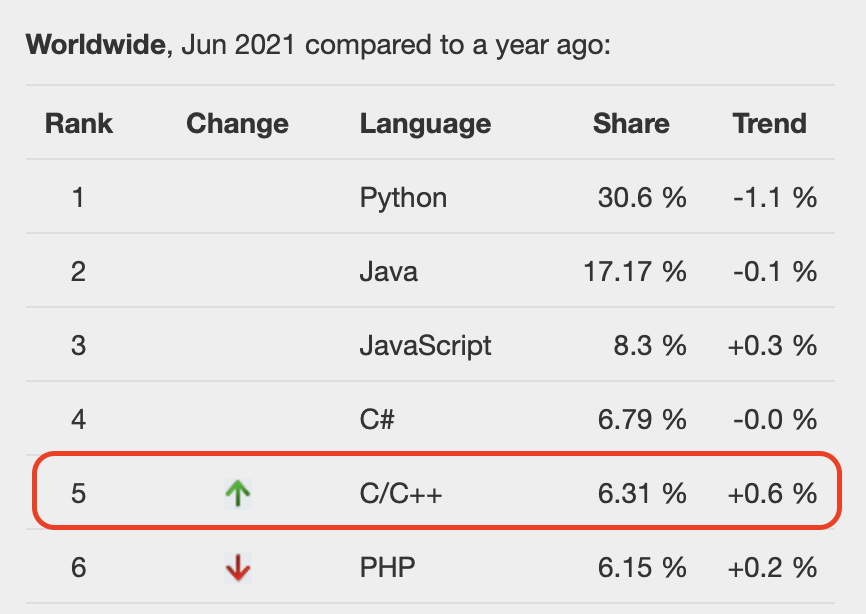 Worldwide, Jun 2021 compared to a year ago:
Rank Change Language Share Trend
1 Python 30.6 % -1.1 %
2 Java 17.17 % -0.1 %
3 JavaScript 8.3 % +0.3 %
4 C# 6.79 % -0.0 %
5 C/C++ 6.31 % +0.6 %
6 PHP 6.15 % +0.2 %